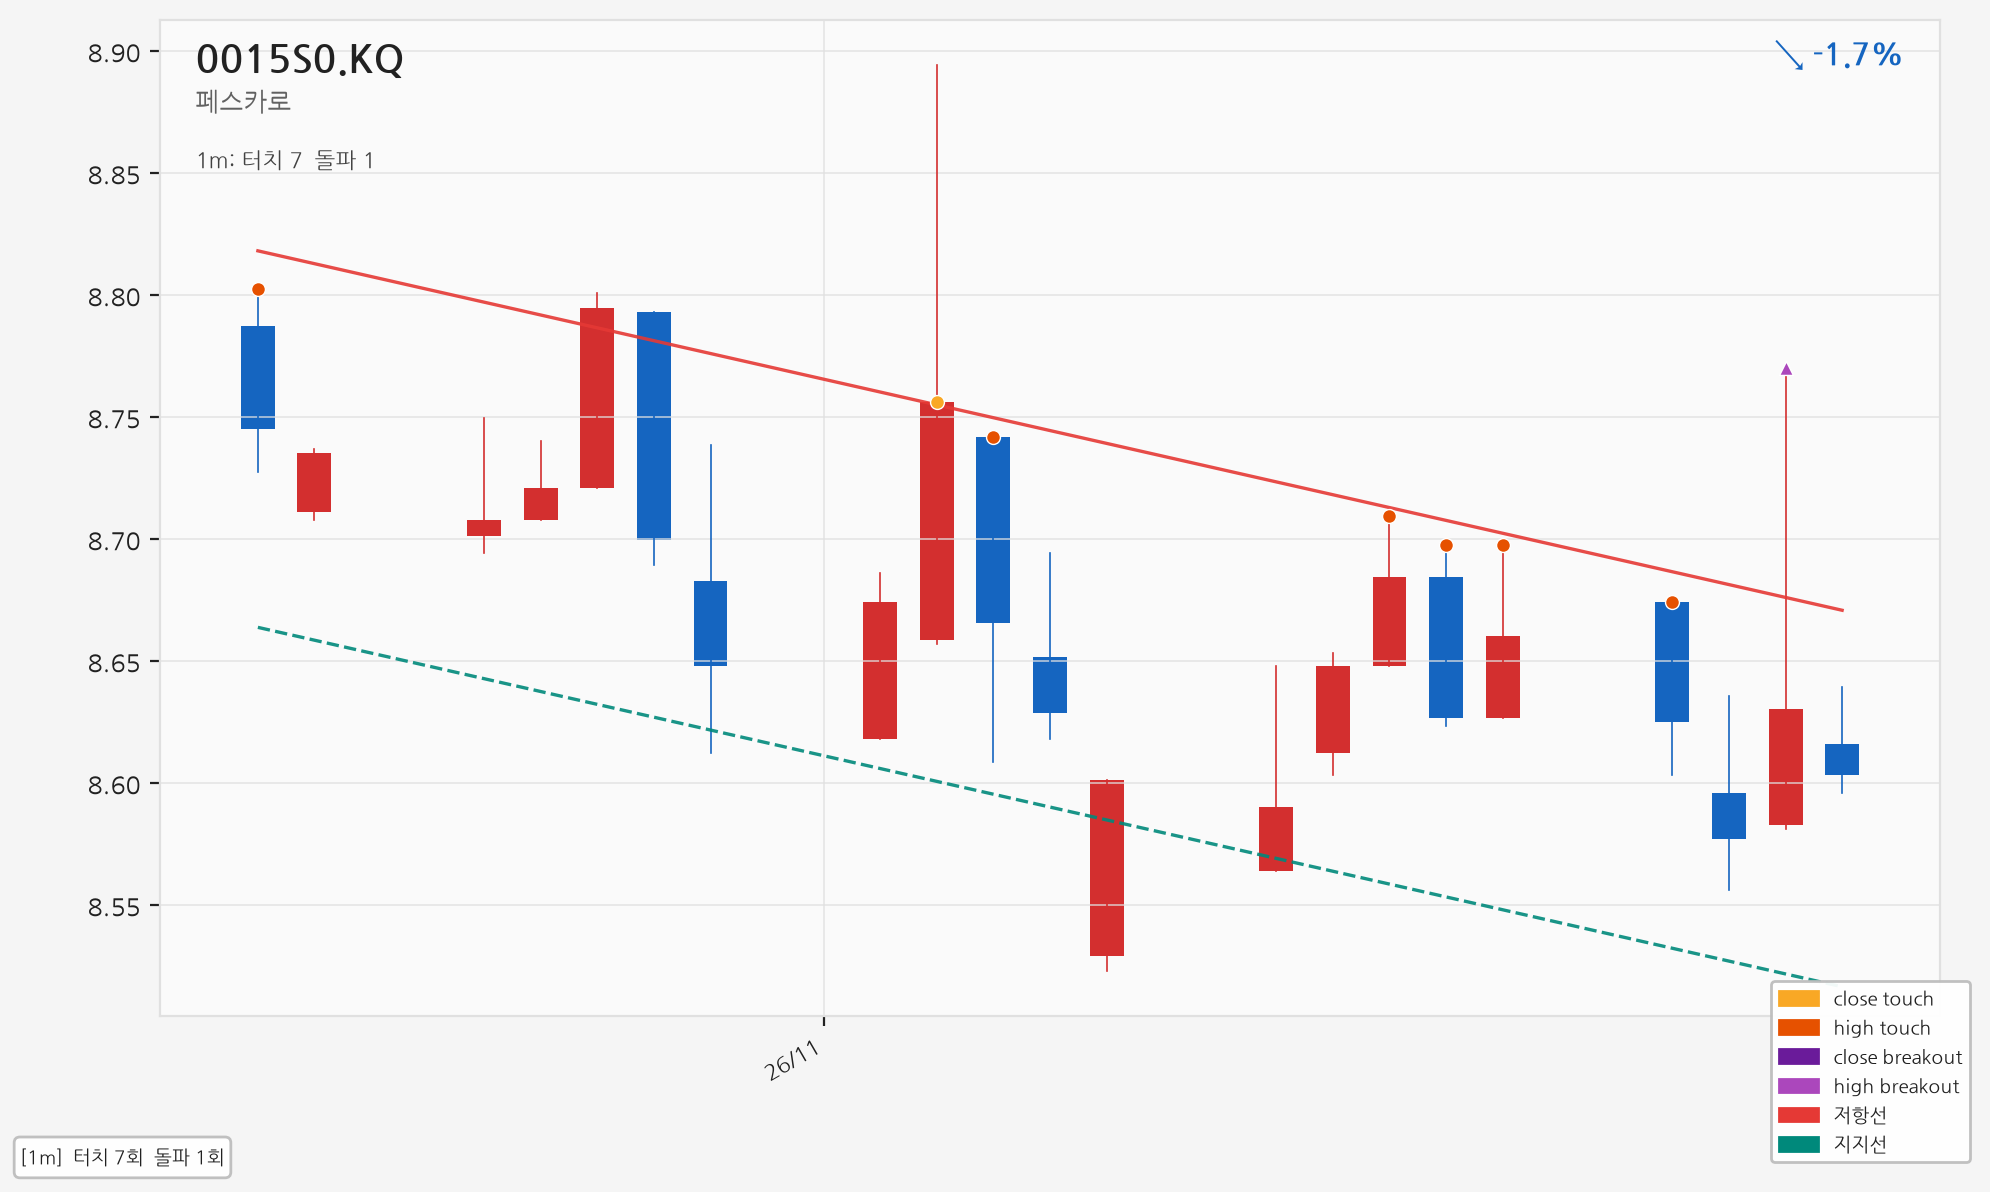 0015S0.KQ
페스카로
1m: 터치 7 돌파 1
-1.7%
8.90
8.85
8.80
8.75
8.70
8.65
8.60
8.55
26/11
close touch
high touch
close breakout
high breakout
저항선
지지선
[1m] 터치 7회 돌파 1회